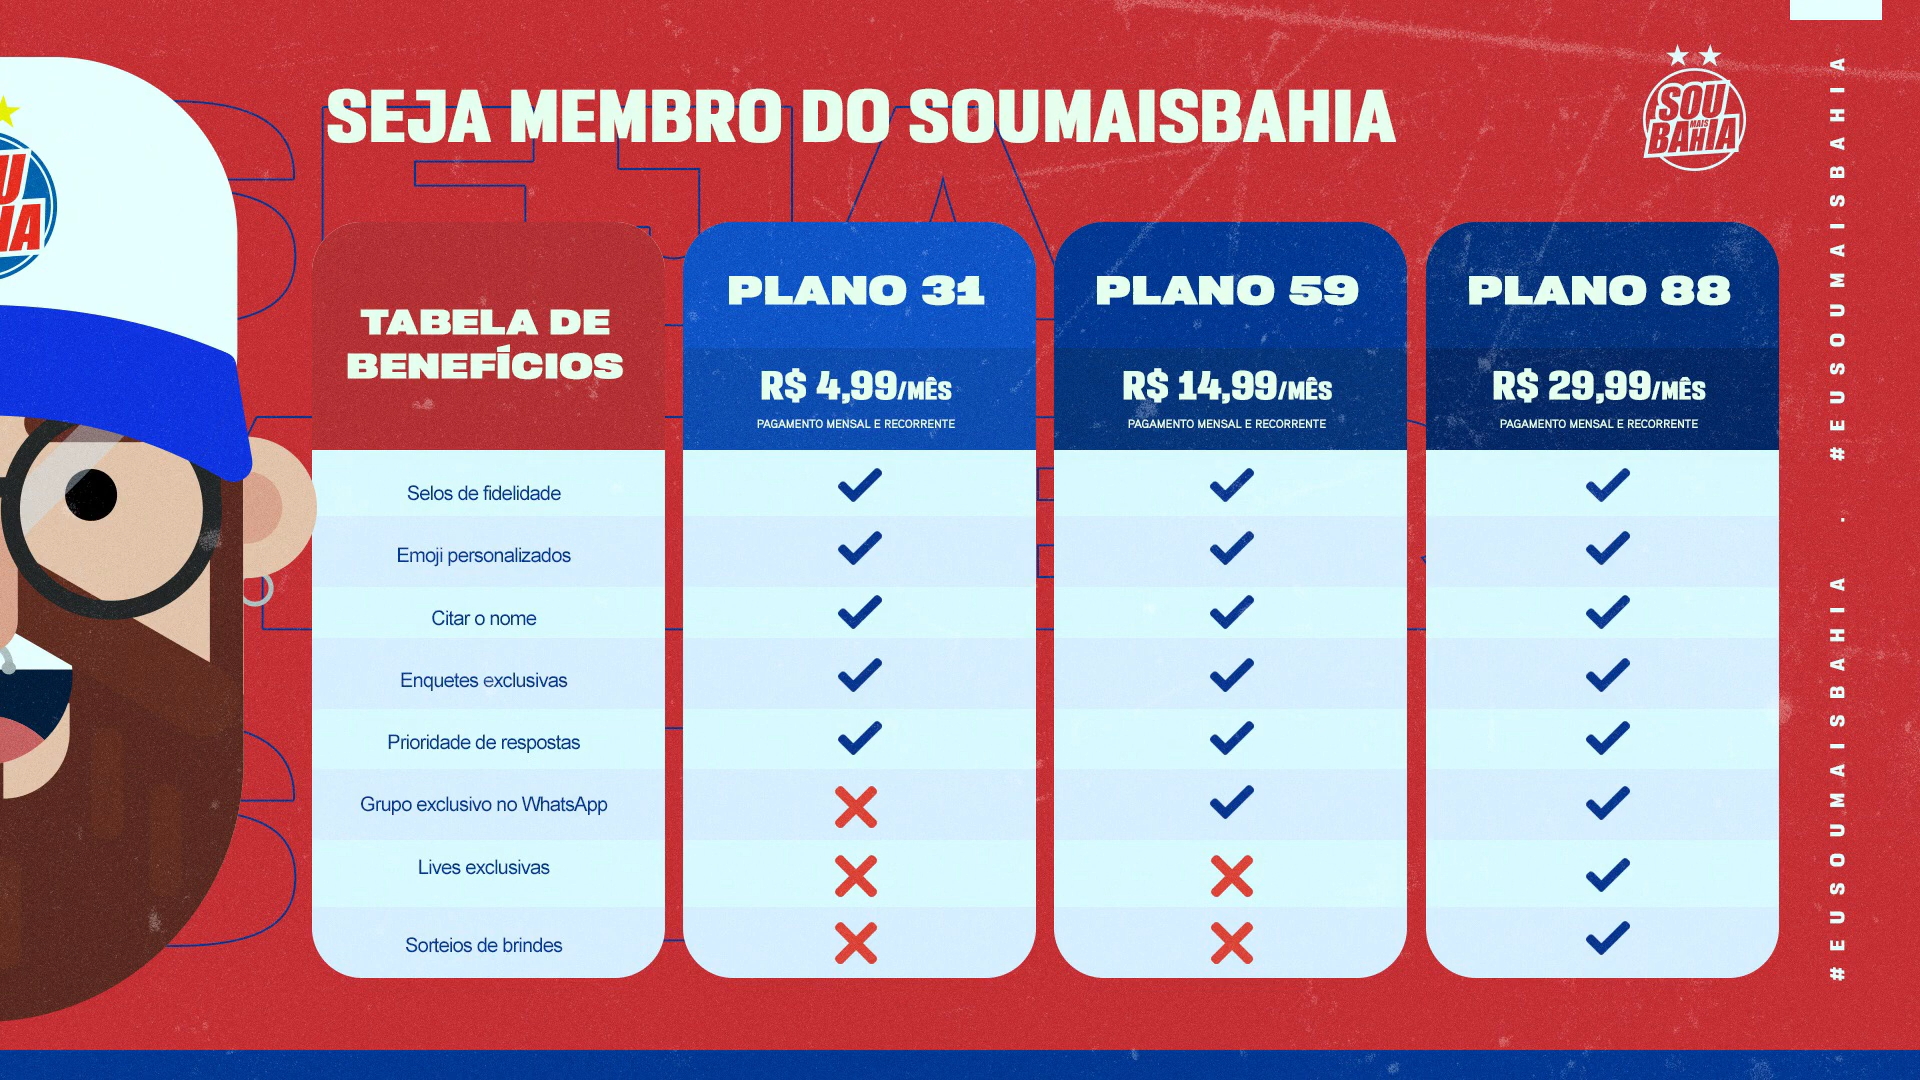 SEJA MEMBRO DO SOUMAISBAHIA
SOU
MAIS
BAHIA
TABELA DE
BENEFÍCIOS
PLANO 31
R$ 4,99/MÊS
PAGAMENTO MENSAL E RECORRENTE
PLANO 59
R$ 14,99/MÊS
PAGAMENTO MENSAL E RECORRENTE
PLANO 88
R$ 29,99/MÊS
PAGAMENTO MENSAL E RECORRENTE
Selos de fidelidade
Emoji personalizados
Citar o nome
Enquetes exclusivas
Prioridade de respostas
Grupo exclusivo no WhatsApp
Lives exclusivas
Sorteios de brindes
#EUSOUMAISBAHIA . #EUSOUMAISBAHIA